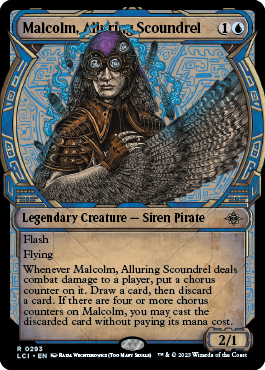 Malcolm, Alluring Scoundrel 1
Legendary Creature — Siren Pirate
Flash
Flying
Whenever Malcolm, Alluring Scoundrel deals
combat damage to a player, put a chorus
counter on it. Draw a card, then discard
a card. If there are four or more chorus
counters on Malcolm, you may cast the
discarded card without paying its mana cost.
2/1
R 0293
LCI • EN Rafal Wechterowicz (Too Many Skulls) ™ & © 2023 Wizards of the Coast